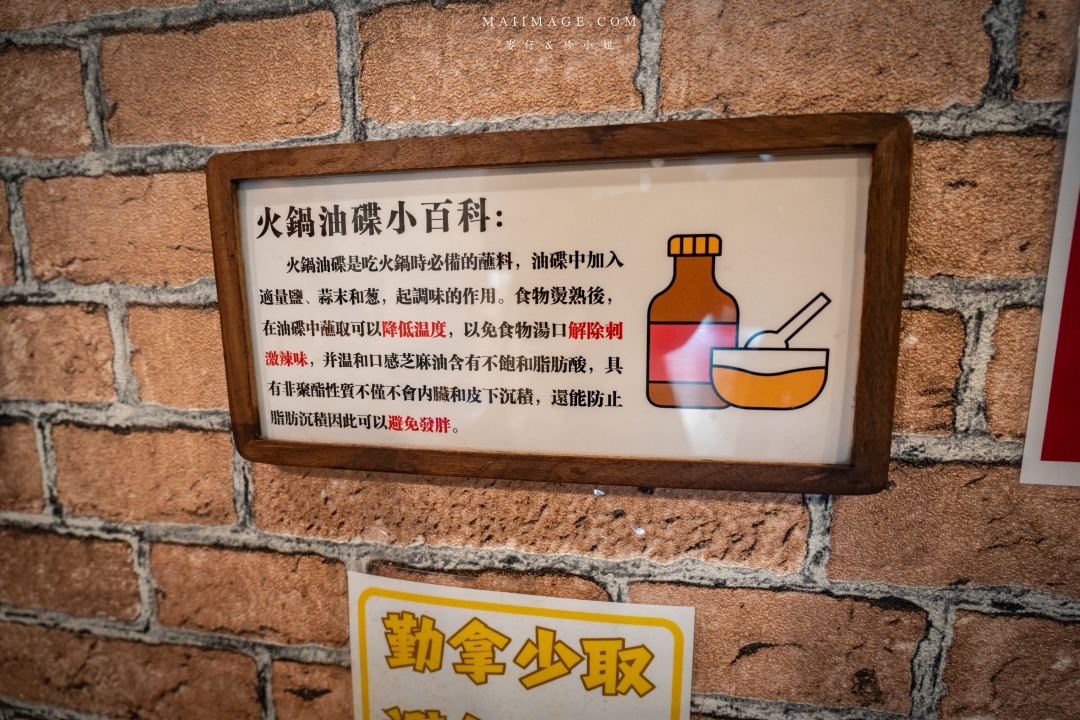 MAIIMAGE.COM
麥仔&珍小姐
火鍋油碟小百科:
火鍋油碟是吃火鍋時必備的蘸料，油碟中加入
適量鹽、蒜末和葱，起調味的作用。食物燙熟後，
在油碟中蘸取可以降低温度，以免食物湯口解除刺
激辣味，并温和口感芝麻油含有不飽和脂肪酸，具
有非聚酯性質不僅不會内臟和皮下沉積，還能防止
脂肪沉積因此可以避免發胖。
勤拿少取